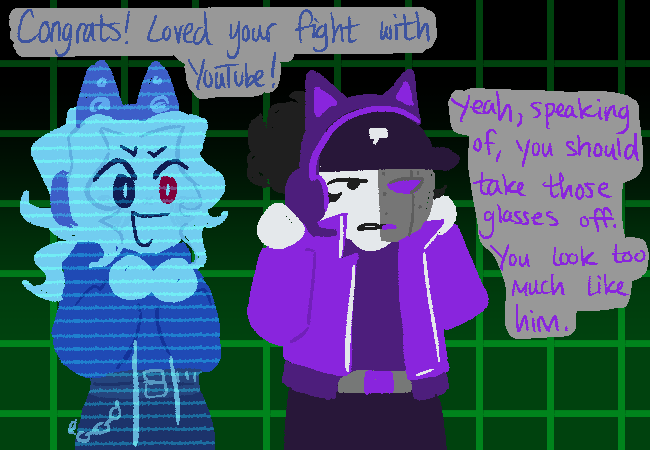 Congrats! Loved your fight with
YouTube!
Yeah, speaking
of, you should
take those
glasses off.
You look too
much like
him.